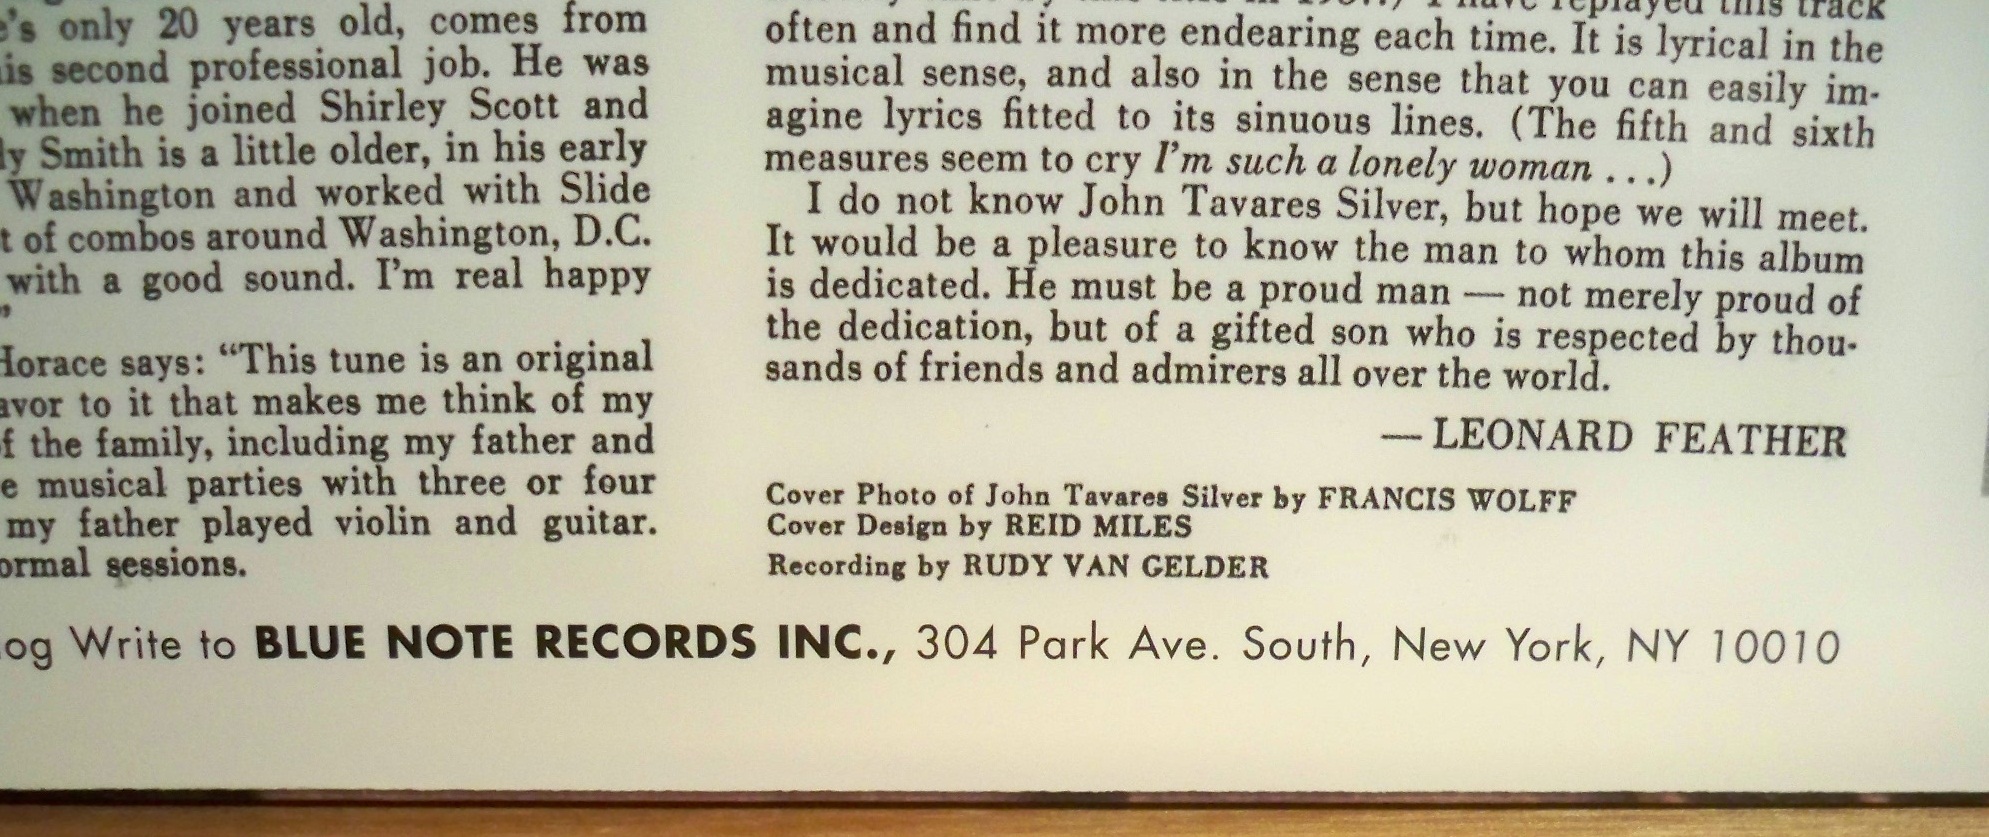 's only 20 years old, comes from
is second professional job. He was
when he joined Shirley Scott and
ly Smith is a little older, in his early
Washington and worked with Slide
t of combos around Washington, D.C.
with a good sound. I'm real happy
”
Horace says: “This tune is an original
avor to it that makes me think of my
f the family, including my father and
e musical parties with three or four
my father played violin and guitar.
ormal sessions.
I have replayed this track
often and find it more endearing each time. It is lyrical in the
musical sense, and also in the sense that you can easily im-
agine lyrics fitted to its sinuous lines. (The fifth and sixth
measures seem to cry I'm such a lonely woman . . .)
I do not know John Tavares Silver, but hope we will meet.
It would be a pleasure to know the man to whom this album
is dedicated. He must be a proud man — not merely proud of
the dedication, but of a gifted son who is respected by thou-
sands of friends and admirers all over the world.
— LEONARD FEATHER
Cover Photo of John Tavares Silver by FRANCIS WOLFF
Cover Design by REID MILES
Recording by RUDY VAN GELDER
og Write to BLUE NOTE RECORDS INC., 304 Park Ave. South, New York, NY 10010